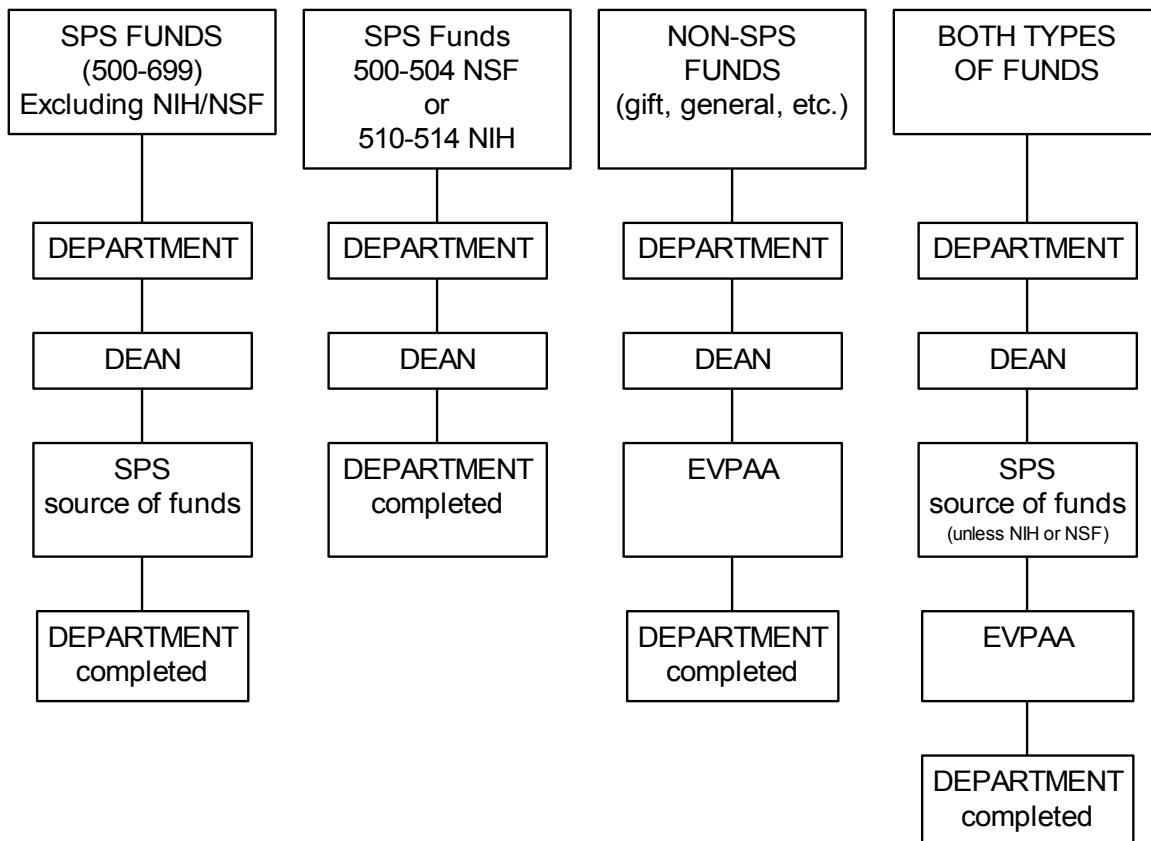 SPS FUNDS
(500-699)
Excluding NIH/NSF
DEPARTMENT
DEAN
SPS
source of funds
DEPARTMENT
completed
SPS Funds
500-504 NSF
or
510-514 NIH
DEPARTMENT
DEAN
DEPARTMENT
completed
NON-SPS
FUNDS
(gift, general, etc.)
DEPARTMENT
DEAN
EVPAA
DEPARTMENT
completed
BOTH TYPES
OF FUNDS
DEPARTMENT
DEAN
SPS
source of funds
(unless NIH or NSF)
EVPAA
DEPARTMENT
completed